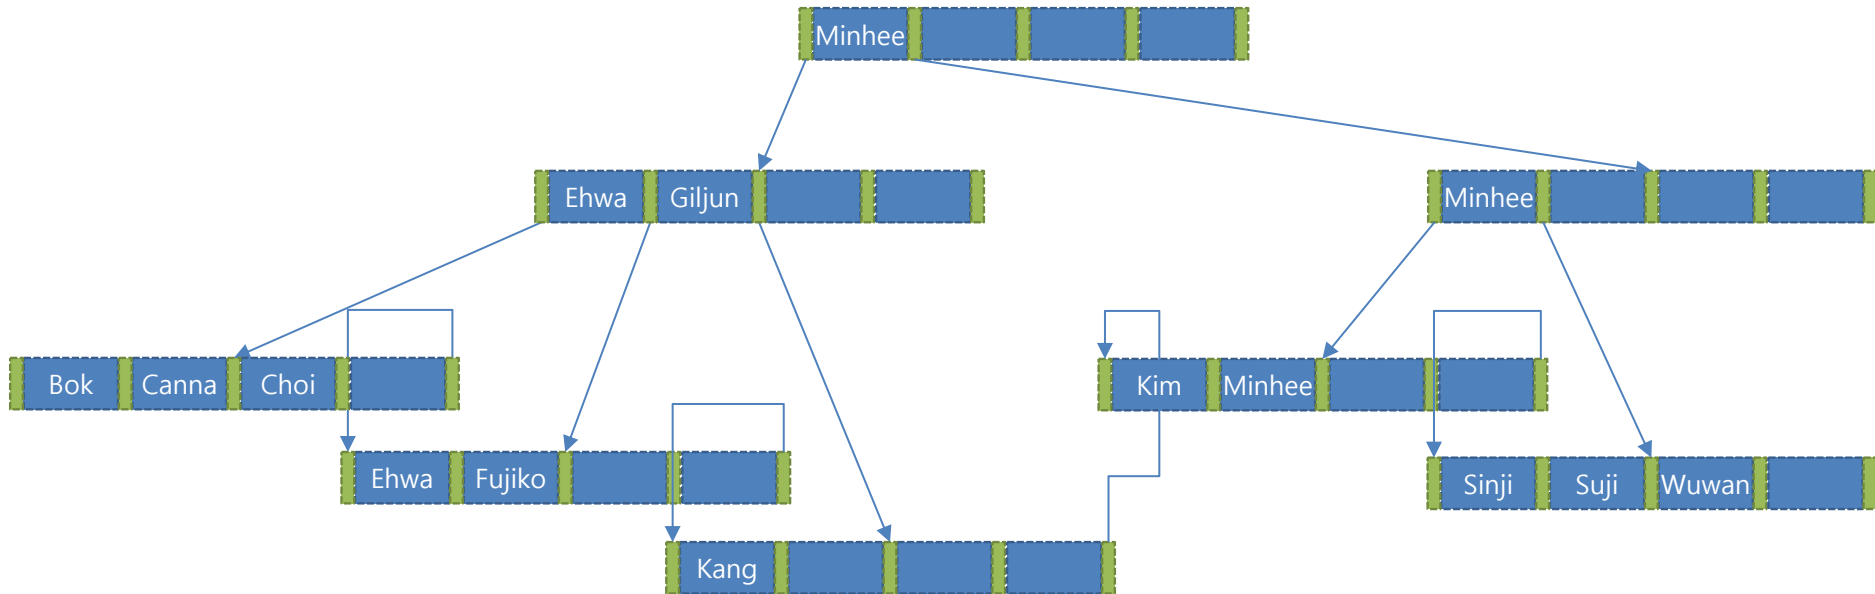 Minhee
Ehwa Giljun
Minhee
Bok Canna Choi
Kim Minhee
Ehwa Fujiko
Sinji Suji Wuwan
Kang